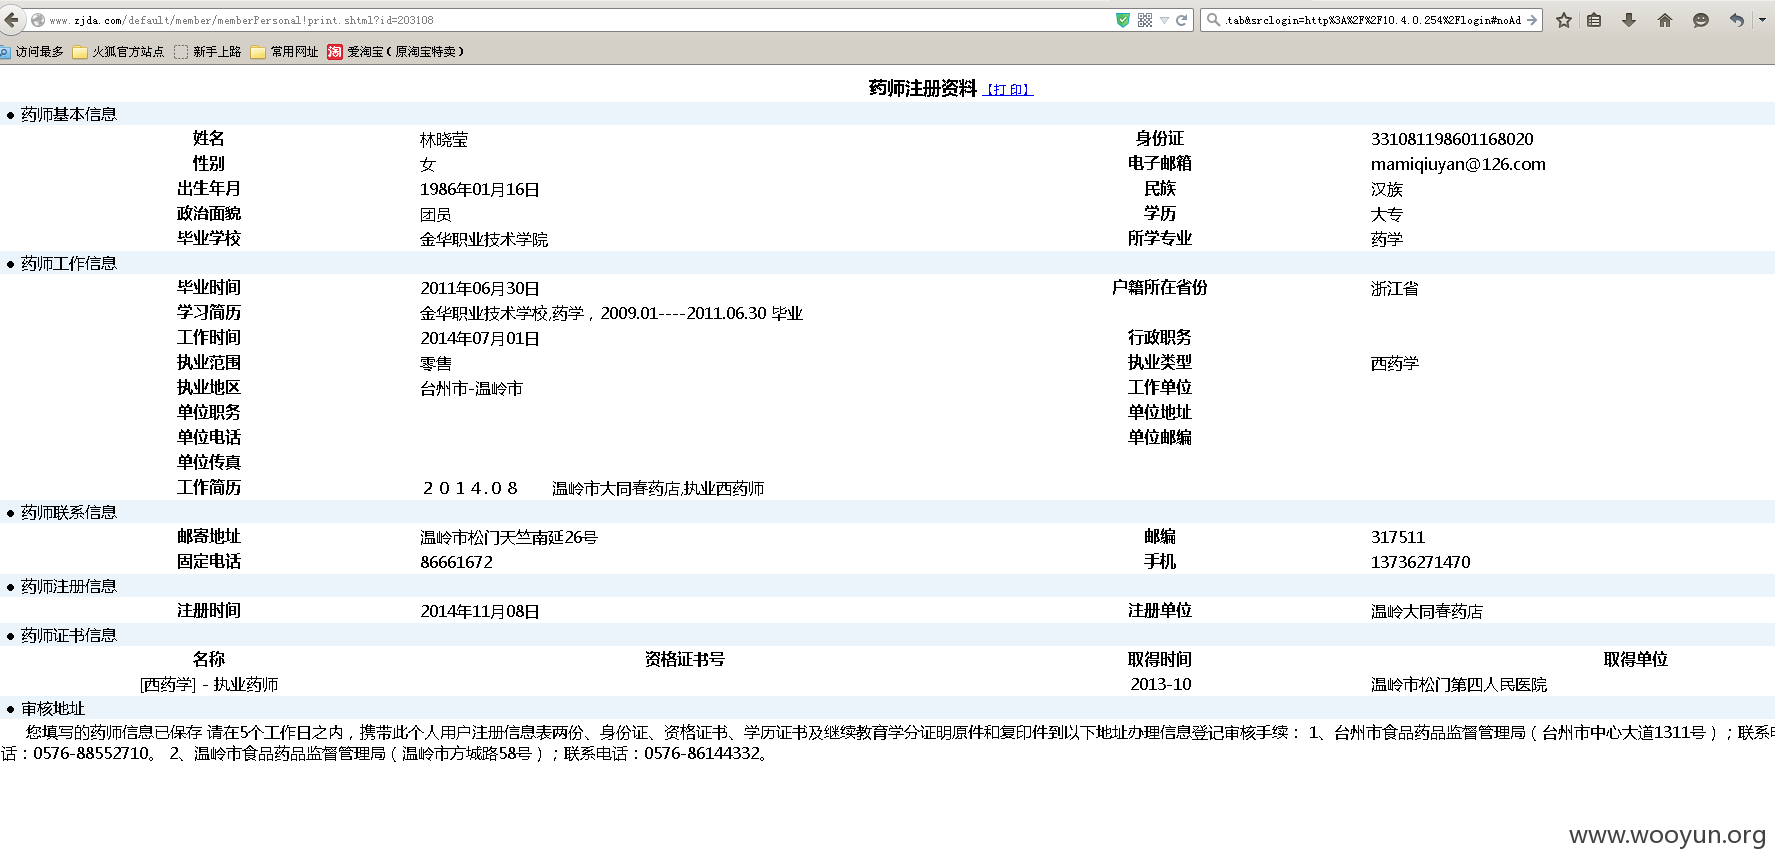 www.zjda.com/default/member/memberPersonal!print.shtml?id=203108 .tab&srclogin=http%3A%2F%2F10.4.0.254%2Flogin#noAd
访问最多 火狐官方站点 新手上路 常用网址 淘 爱淘宝（原淘宝特卖）
药师注册资料 【打印】
● 药师基本信息
姓名 林晓莹 身份证 331081198601168020
性别 女 电子邮箱 mamiqiuyan@126.com
出生年月 1986年01月16日 民族 汉族
政治面貌 团员 学历 大专
毕业学校 金华职业技术学院 所学专业 药学
● 药师工作信息
毕业时间 2011年06月30日 户籍所在省份 浙江省
学习简历 金华职业技术学校,药学，2009.01----2011.06.30 毕业
工作时间 2014年07月01日 行政职务
执业范围 零售 执业类型 西药学
执业地区 台州市-温岭市 工作单位
单位职务 单位地址
单位电话 单位邮编
单位传真
工作简历 ２０１４.０８ 温岭市大同春药店,执业西药师
● 药师联系信息
邮寄地址 温岭市松门天竺南延26号 邮编 317511
固定电话 86661672 手机 13736271470
● 药师注册信息
注册时间 2014年11月08日 注册单位 温岭大同春药店
● 药师证书信息
名称 资格证书号 取得时间 取得单位
[西药学] - 执业药师 2013-10 温岭市松门第四人民医院
● 审核地址
您填写的药师信息已保存 请在5个工作日之内，携带此个人用户注册信息表两份、身份证、资格证书、学历证书及继续教育学分证明原件和复印件到以下地址办理信息登记审核手续： 1、台州市食品药品监督管理局（台州市中心大道1311号）；联系电
话：0576-88552710。 2、温岭市食品药品监督管理局（温岭市方城路58号）；联系电话：0576-86144332。
www.wooyun.org